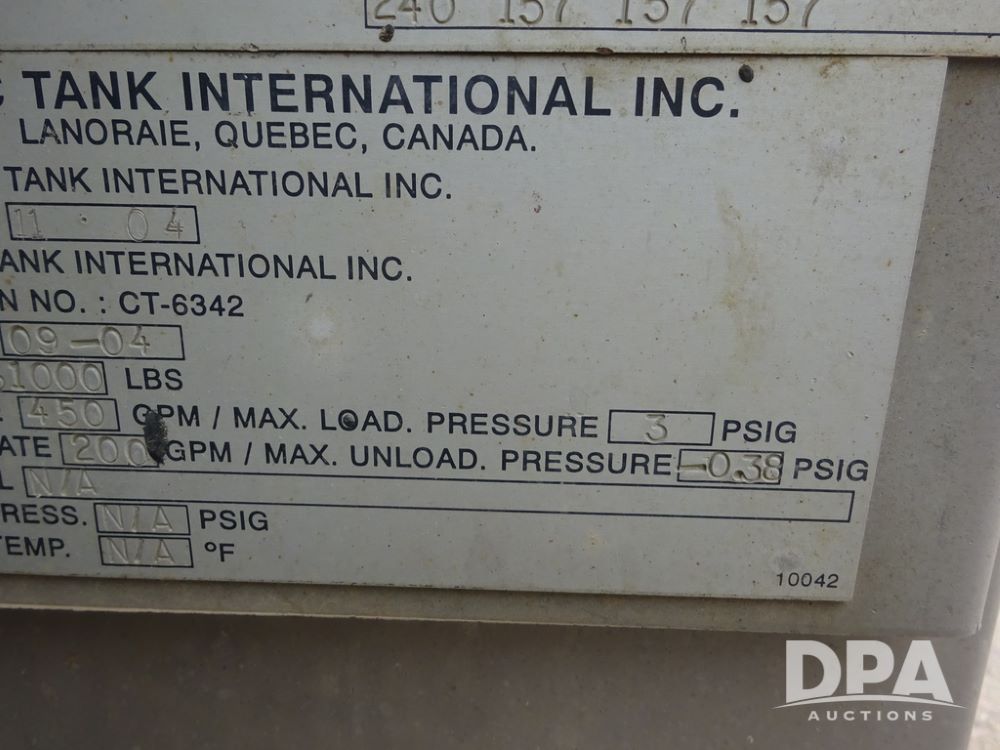 240 157 157 157
C TANK INTERNATIONAL INC.
LANORAIE, QUEBEC, CANADA.
TANK INTERNATIONAL INC.
11 04
ANK INTERNATIONAL INC.
N NO. : CT-6342
09-04
1000 LBS
450 GPM / MAX. LOAD. PRESSURE 3 PSIG
ATE 200 GPM / MAX. UNLOAD. PRESSURE -0.38 PSIG
L N/A
RESS. N/A PSIG
TEMP. N/A °F
10042
DPA
AUCTIONS